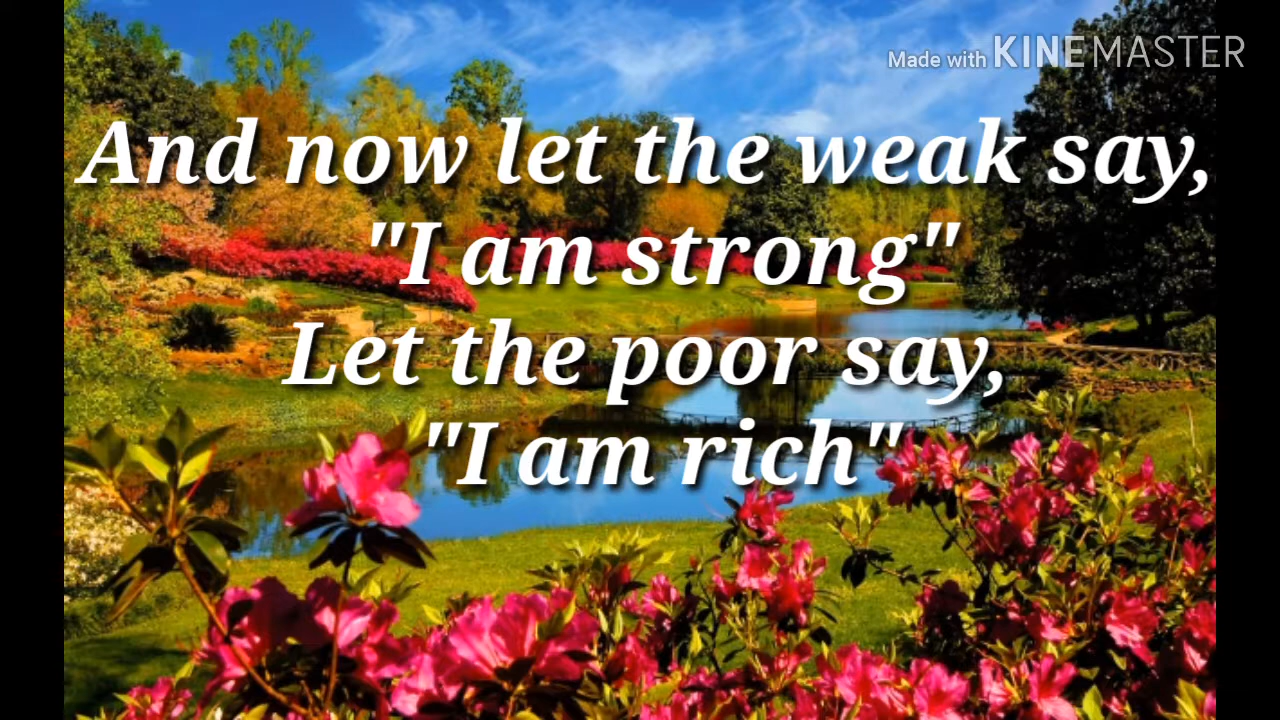 Made with KINEMASTER
And now let the weak say,
"I am strong"
Let the poor say,
"I am rich"